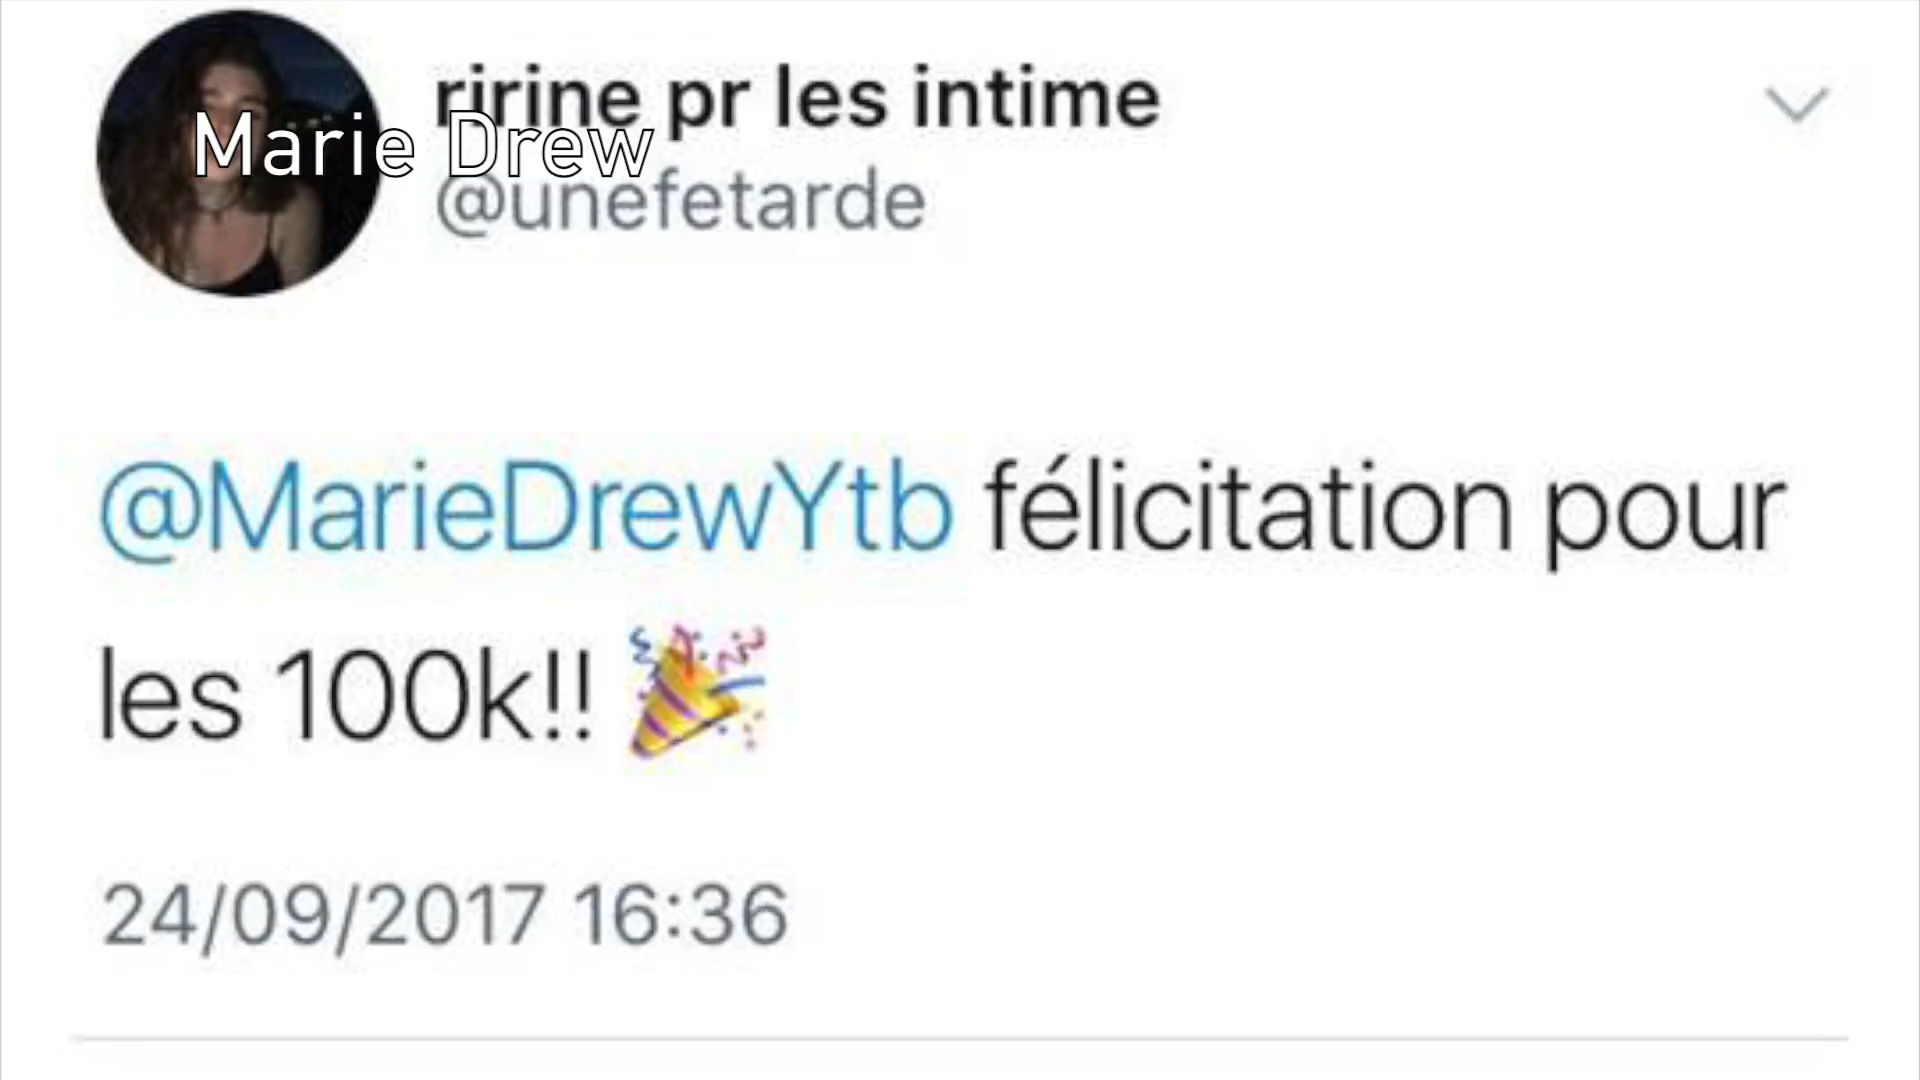 ririne pr les intime
Marie Drew
@unefetarde
@MarieDrewYtb félicitation pour
les 100k!! 🎉
24/09/2017 16:36